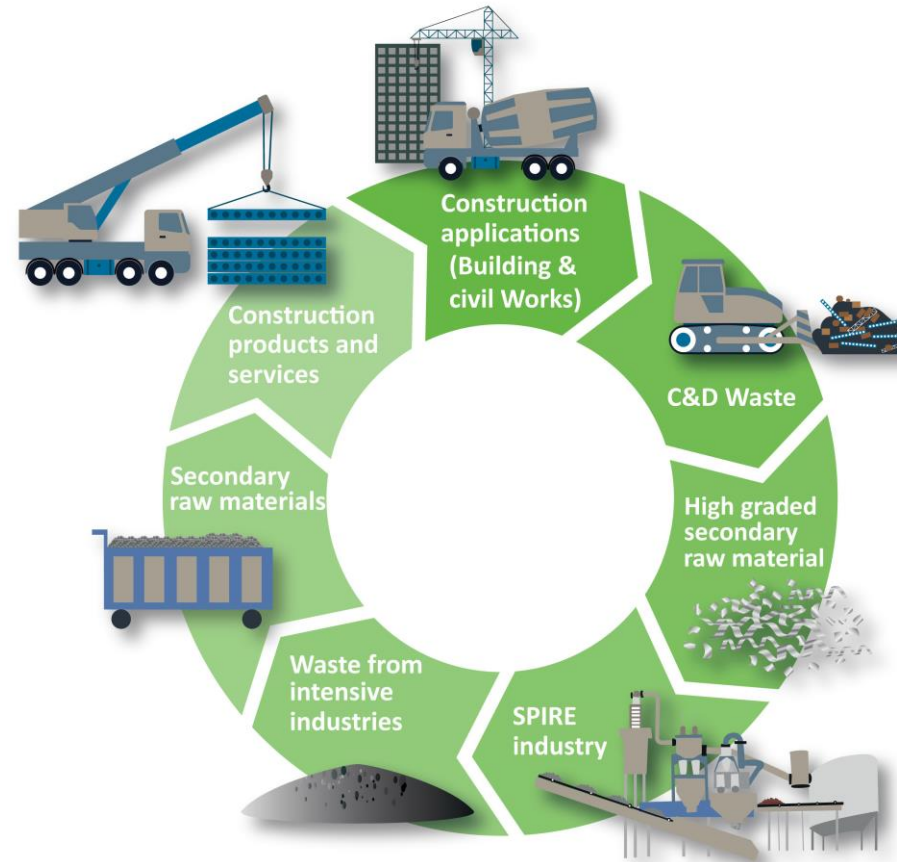 Construction
applications
(Building &
civil Works)
C&D Waste
High graded
secondary
raw material
SPIRE
industry
Waste from
intensive
industries
Secondary
raw materials
Construction
products and
services